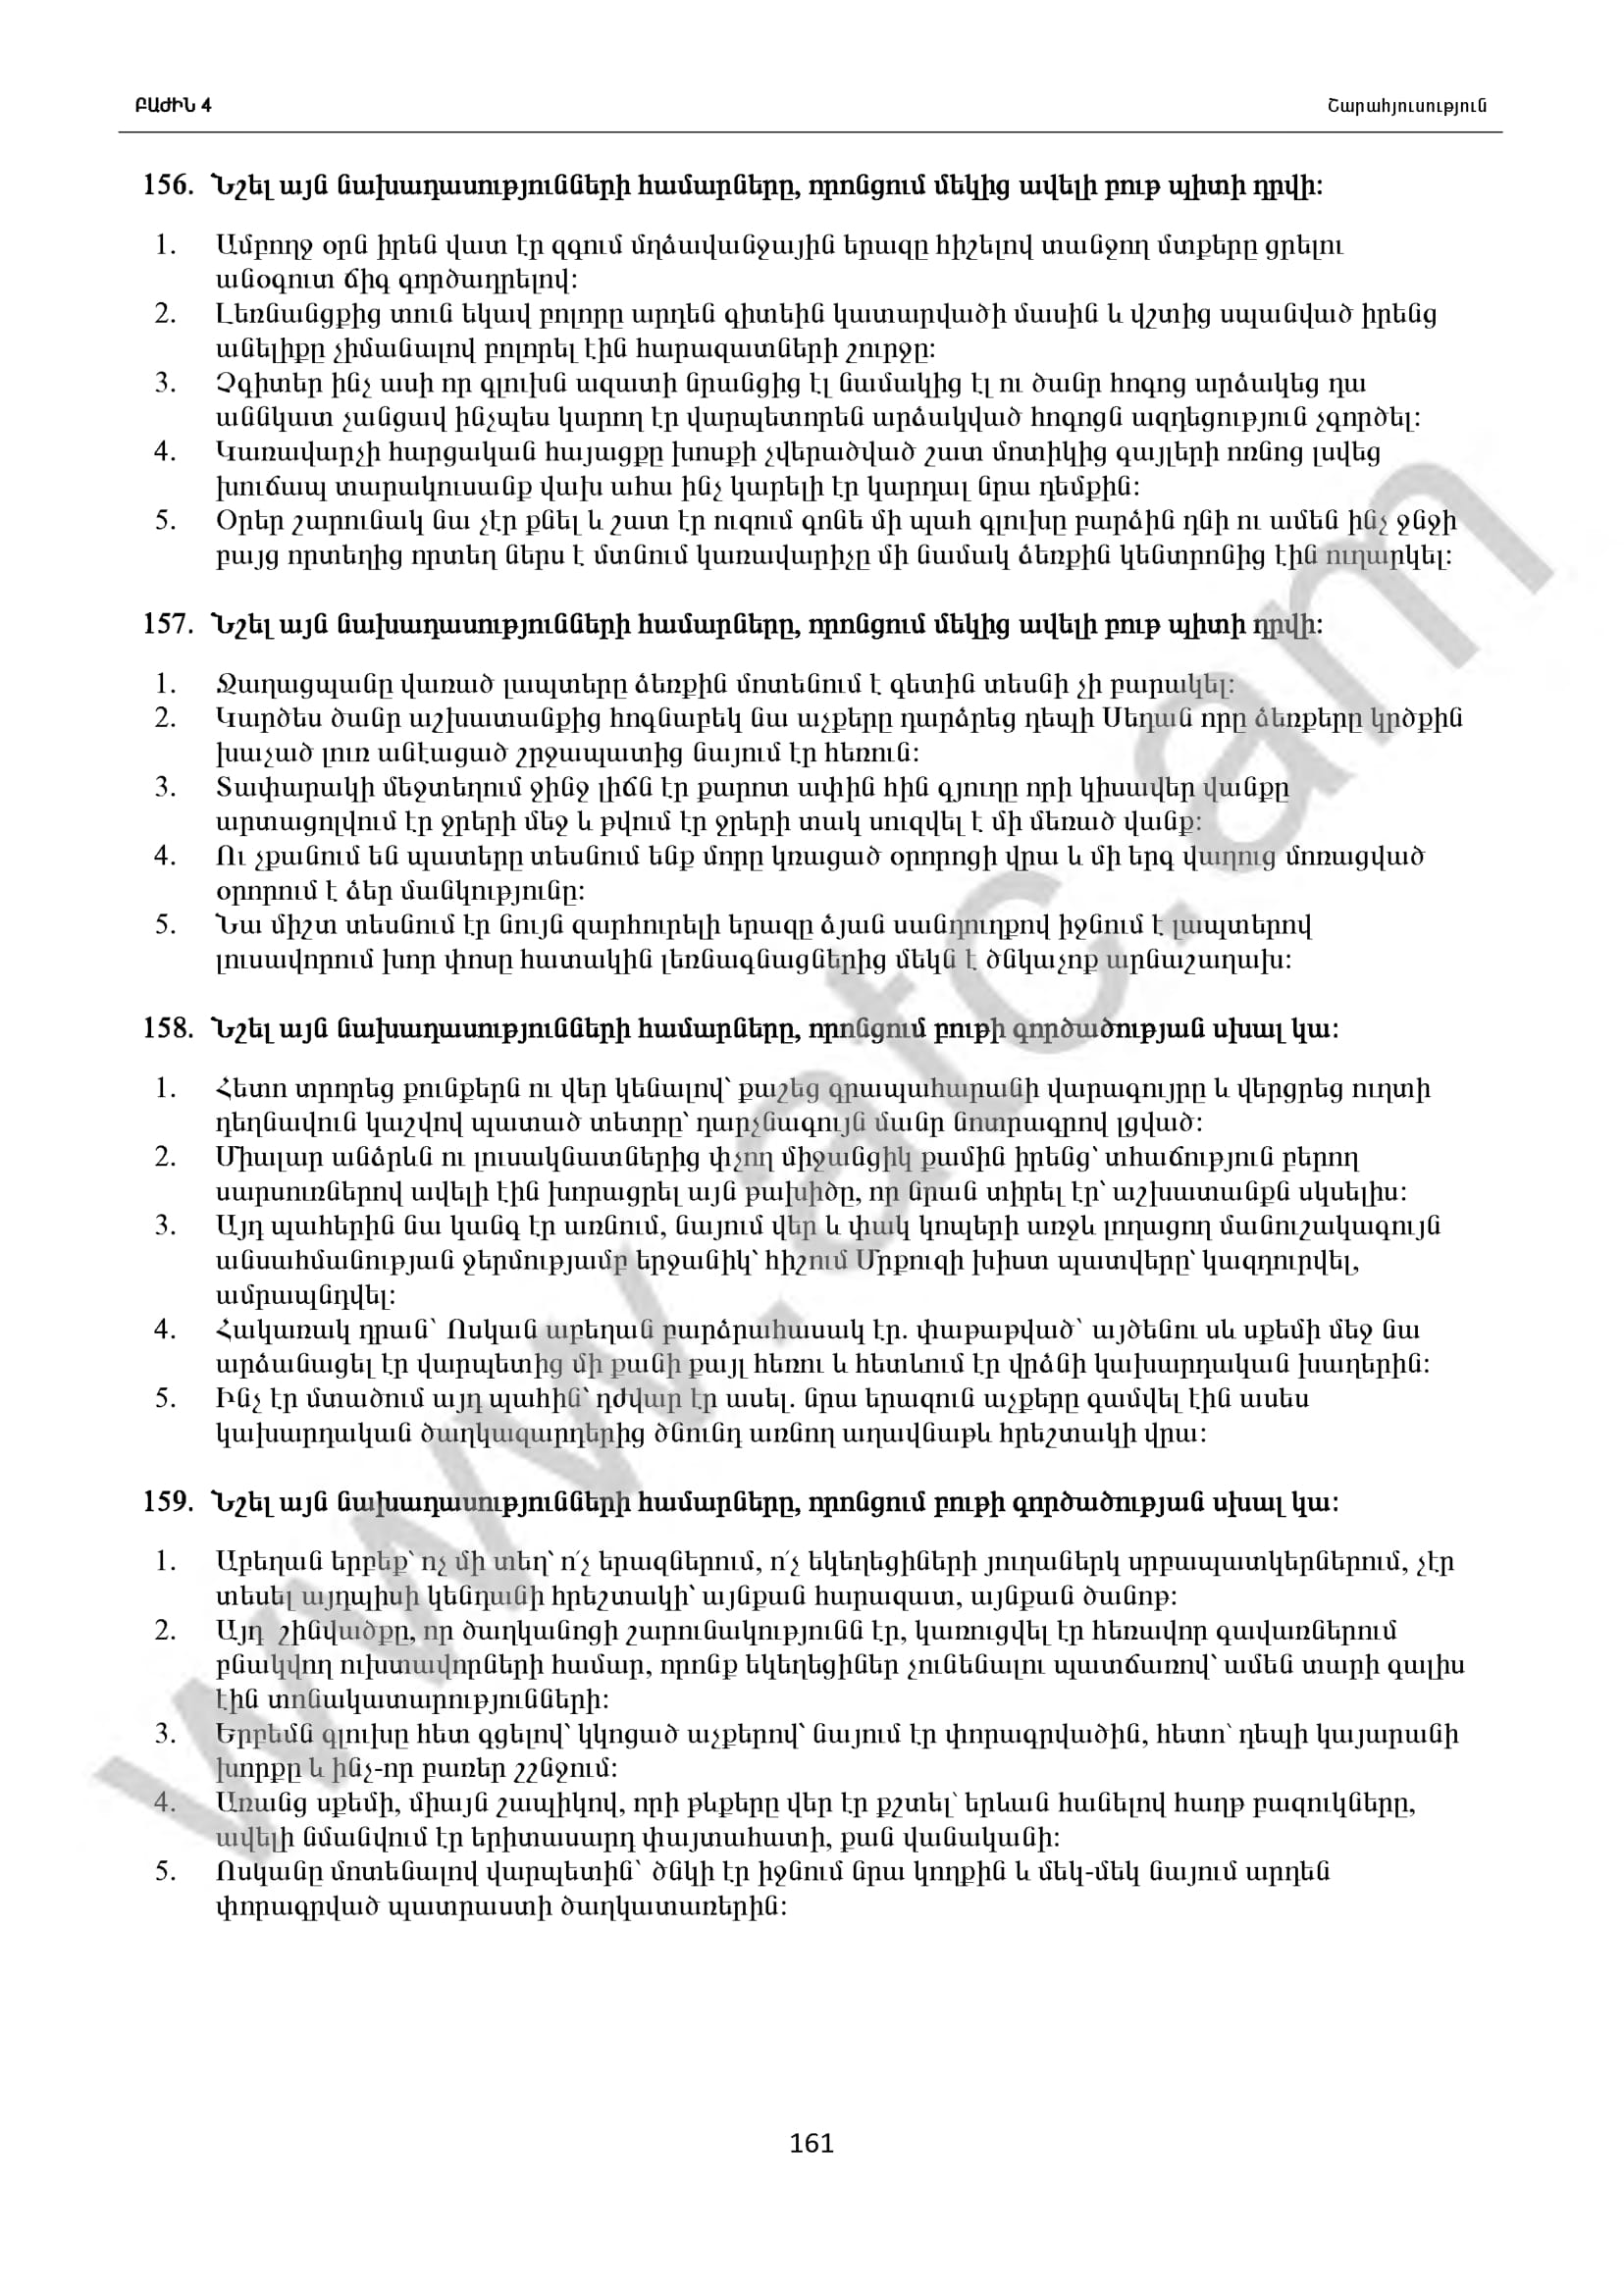 ԲԱԺԻՆ 4
Շարահյուսություն
156. Նշել այն նախադասությունների համարները, որոնցում մեկից ավելի բութ պիտի դրվի:
1. Ամբողջ օրն իրեն վատ էր զգում մղձավանջային երազը հիշելով տանջող մտքերը ցրելու
անօգուտ ճիգ գործադրելով:
2. Լեռնանցքից տուն եկավ բոլորը արդեն գիտեին կատարվածի մասին և վշտից սպանված իրենց
անելիքը չիմանալով բոլորել էին հարազատների շուրջը:
3. Չգիտեր ինչ ասի որ գլուխն ազատի նրանցից էլ նամակից էլ ու ծանր հոգոց արձակեց դա
աննկատ չանցավ ինչպես կարող էր վարպետորեն արձակված հոգոցն ազդեցություն չգործել:
4. Կառավարչի հարցական հայացքը խոսքի չվերածված շատ մոտիկից գայլերի ոռնոց լսվեց
խուճապ տարակուսանք վախ ահա ինչ կարելի էր կարդալ նրա դեմքին:
5. Օրեր շարունակ նա չէր քնել և շատ էր ուզում գոնե մի պահ գլուխը բարձին դնի ու ամեն ինչ ջնջի
բայց որտեղից որտեղ ներս է մտնում կառավարիչը մի նամակ ձեռքին կենտրոնից էին ուղարկել:
157. Նշել այն նախադասությունների համարները, որոնցում մեկից ավելի բութ պիտի դրվի:
1. Ջաղացպանը վառած լապտերը ձեռքին մոտենում է գետին տեսնի չի բարակել:
2. Կարծես ծանր աշխատանքից հոգնաբեկ նա աչքերը դարձրեց դեպի Սեդան որը ձեռքերը կրծքին
խաչած լուռ անէացած շրջապատից նայում էր հեռուն:
3. Տափարակի մեջտեղում ջինջ լիճն էր քարոտ ափին հին գյուղը որի կիսավեր վանքը
արտացոլվում էր ջրերի մեջ և թվում էր ջրերի տակ սուզվել է մի մեռած վանք:
4. Ու չքանում են պատերը տեսնում ենք մորը կռացած օրորոցի վրա և մի երգ վաղուց մոռացված
օրորում է ձեր մանկությունը:
5. Նա միշտ տեսնում էր նույն զարհուրելի երազը ձյան սանդուղքով իջնում է լապտերով
լուսավորում խոր փոսը հատակին լեռնագնացներից մեկն է ծնկաչոք արնաշաղախ:
158. Նշել այն նախադասությունների համարները, որոնցում բութի գործածության սխալ կա:
1. Հետո տրորեց քունքերն ու վեր կենալով՝ քաշեց գրապահարանի վարագույրը և վերցրեց ուղտի
դեղնավուն կաշվով պատած տետրը՝ դարչնագույն մանր նոտրագրով լցված:
2. Միալար անձրևն ու լուսակնատներից փչող միջանցիկ քամին իրենց՝ տհաճություն բերող
սարսուռներով ավելի էին խորացրել այն թախիծը, որ նրան տիրել էր՝ աշխատանքն սկսելիս:
3. Այդ պահերին նա կանգ էր առնում, նայում վեր և փակ կոպերի առջև լողացող մանուշակագույն
անսահմանության ջերմությամբ երջանիկ՝ հիշում Մրքուզի խիստ պատվերը՝ կազդուրվել,
ամրապնդվել:
4. Հակառակ դրան՝ Ոսկան աբեղան բարձրահասակ էր. փաթաթված՝ այծենու սև սքեմի մեջ նա
արձանացել էր վարպետից մի քանի քայլ հեռու և հետևում էր վրձնի կախարդական խաղերին:
5. Ինչ էր մտածում այդ պահին՝ դժվար էր ասել. նրա երազուն աչքերը գամվել էին ասես
կախարդական ծաղկազարդերից ծնունդ առնող աղավնաթև հրեշտակի վրա:
159. Նշել այն նախադասությունների համարները, որոնցում բութի գործածության սխալ կա:
1. Աբեղան երբեք՝ ոչ մի տեղ՝ ո՛չ երազներում, ո՛չ եկեղեցիների յուղաներկ սրբապատկերներում, չէր
տեսել այդպիսի կենդանի հրեշտակի՝ այնքան հարազատ, այնքան ծանոթ:
2. Այդ շինվածքը, որ ծաղկանոցի շարունակությունն էր, կառուցվել էր հեռավոր գավառներում
բնակվող ուխտավորների համար, որոնք եկեղեցիներ չունենալու պատճառով՝ ամեն տարի գալիս
էին տոնակատարությունների:
3. Երբեմն գլուխը հետ գցելով՝ կկոցած աչքերով՝ նայում էր փորագրվածին, հետո՝ դեպի կայարանի
խորքը և ինչ-որ բառեր շշնջում:
4. Առանց սքեմի, միայն շապիկով, որի թևքերը վեր էր քշտել՝ երևան հանելով հաղթ բազուկները,
ավելի նմանվում էր երիտասարդ փայտահատի, քան վանականի:
5. Ոսկանը մոտենալով վարպետին՝ ծնկի էր իջնում նրա կողքին և մեկ-մեկ նայում արդեն
փորագրված պատրաստի ծաղկատառերին:
161
www.atc.am